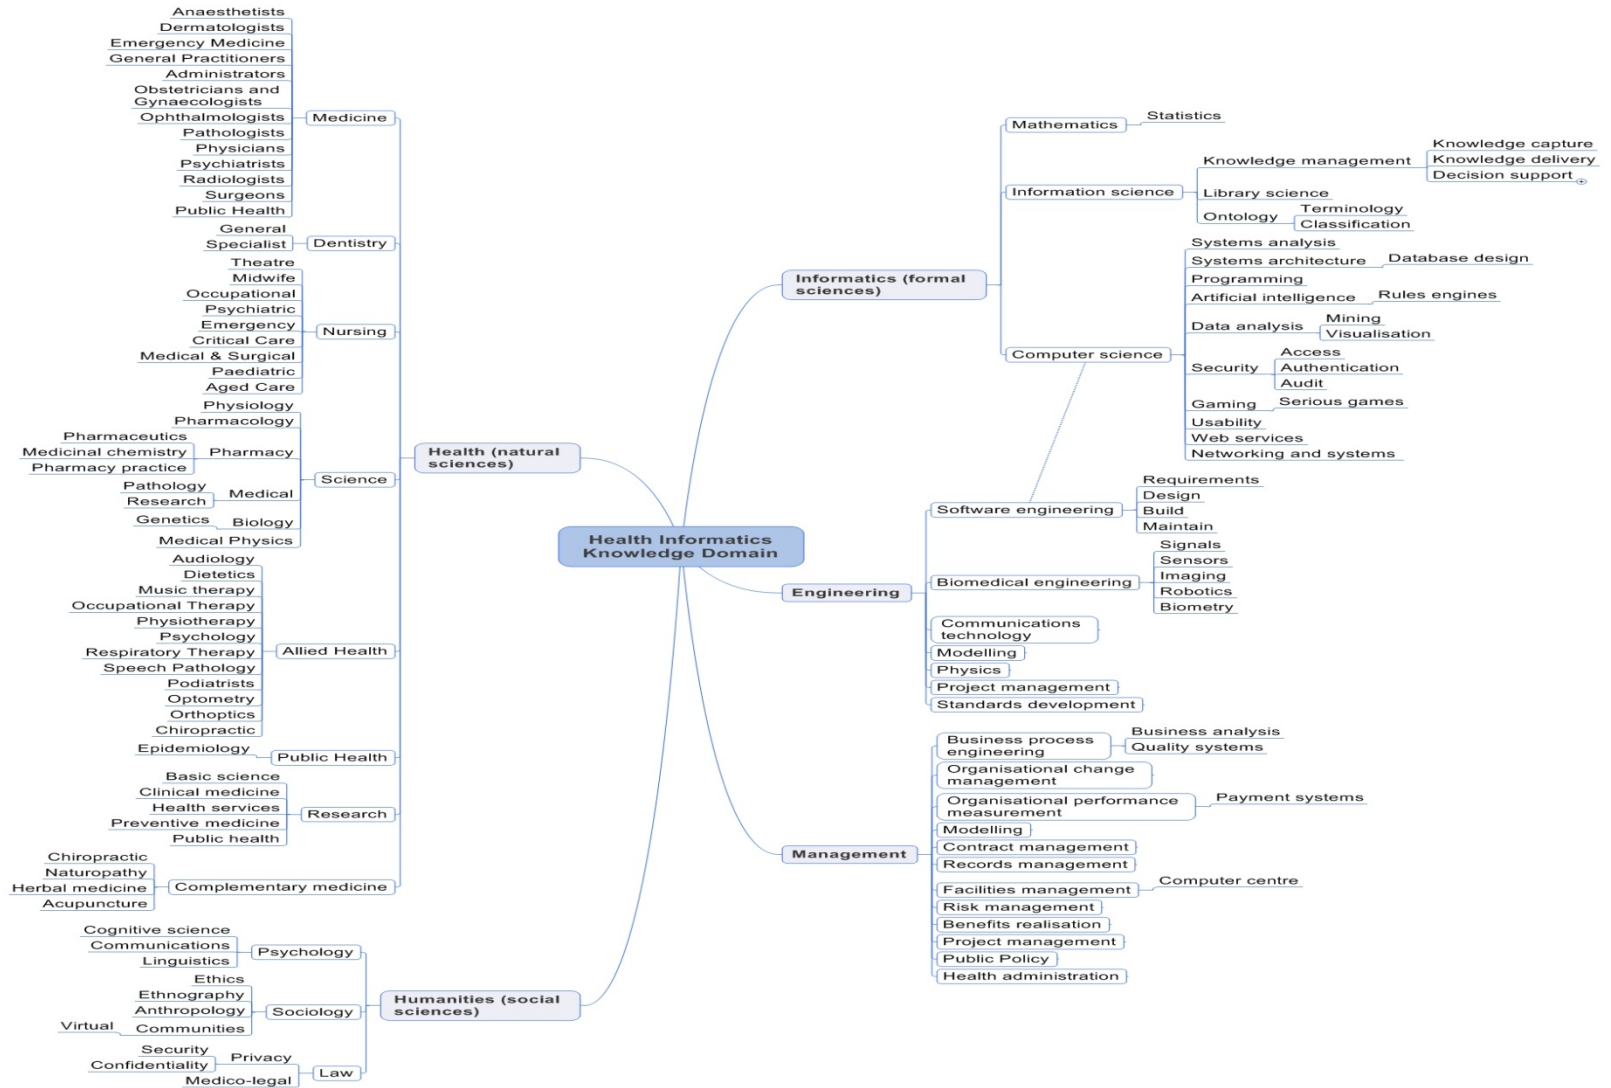 Health Informatics
Knowledge Domain
Health (natural
sciences)
Medicine
Anaesthetists
Dermatologists
Emergency Medicine
General Practitioners
Administrators
Obstetricians and
Gynaecologists
Ophthalmologists
Pathologists
Physicians
Psychiatrists
Radiologists
Surgeons
Public Health
Dentistry
General
Specialist
Nursing
Theatre
Midwife
Occupational
Psychiatric
Emergency
Critical Care
Medical & Surgical
Paediatric
Aged Care
Science
Physiology
Pharmacology
Pharmacy
Pharmaceutics
Medicinal chemistry
Pharmacy practice
Medical
Pathology
Research
Biology
Genetics
Medical Physics
Allied Health
Audiology
Dietetics
Music therapy
Occupational Therapy
Physiotherapy
Psychology
Respiratory Therapy
Speech Pathology
Podiatrists
Optometry
Orthoptics
Chiropractic
Public Health
Epidemiology
Research
Basic science
Clinical medicine
Health services
Preventive medicine
Public health
Complementary medicine
Chiropractic
Naturopathy
Herbal medicine
Acupuncture
Humanities (social
sciences)
Psychology
Cognitive science
Communications
Linguistics
Sociology
Ethics
Ethnography
Anthropology
Communities
Virtual
Law
Privacy
Security
Confidentiality
Medico-legal
Informatics (formal
sciences)
Mathematics
Statistics
Information science
Knowledge management
Knowledge capture
Knowledge delivery
Decision support
Library science
Ontology
Terminology
Classification
Computer science
Systems analysis
Systems architecture
Database design
Programming
Artificial intelligence
Rules engines
Data analysis
Mining
Visualisation
Security
Access
Authentication
Audit
Gaming
Serious games
Usability
Web services
Networking and systems
Engineering
Software engineering
Requirements
Design
Build
Maintain
Biomedical engineering
Signals
Sensors
Imaging
Robotics
Biometry
Communications
technology
Modelling
Physics
Project management
Standards development
Management
Business process
engineering
Business analysis
Quality systems
Organisational change
management
Organisational performance
measurement
Payment systems
Modelling
Contract management
Records management
Facilities management
Computer centre
Risk management
Benefits realisation
Project management
Public Policy
Health administration